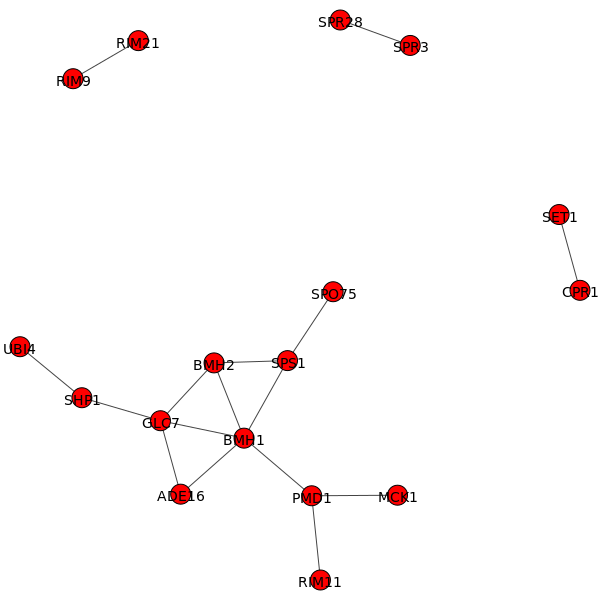 SPR28
RIM21
SPR3
RIM9
SET1
CPR1
SPO75
UBI4
BMH2
SPS1
SHP1
GLC7
BMH1
ADE16
PMD1
MCK1
RIM11